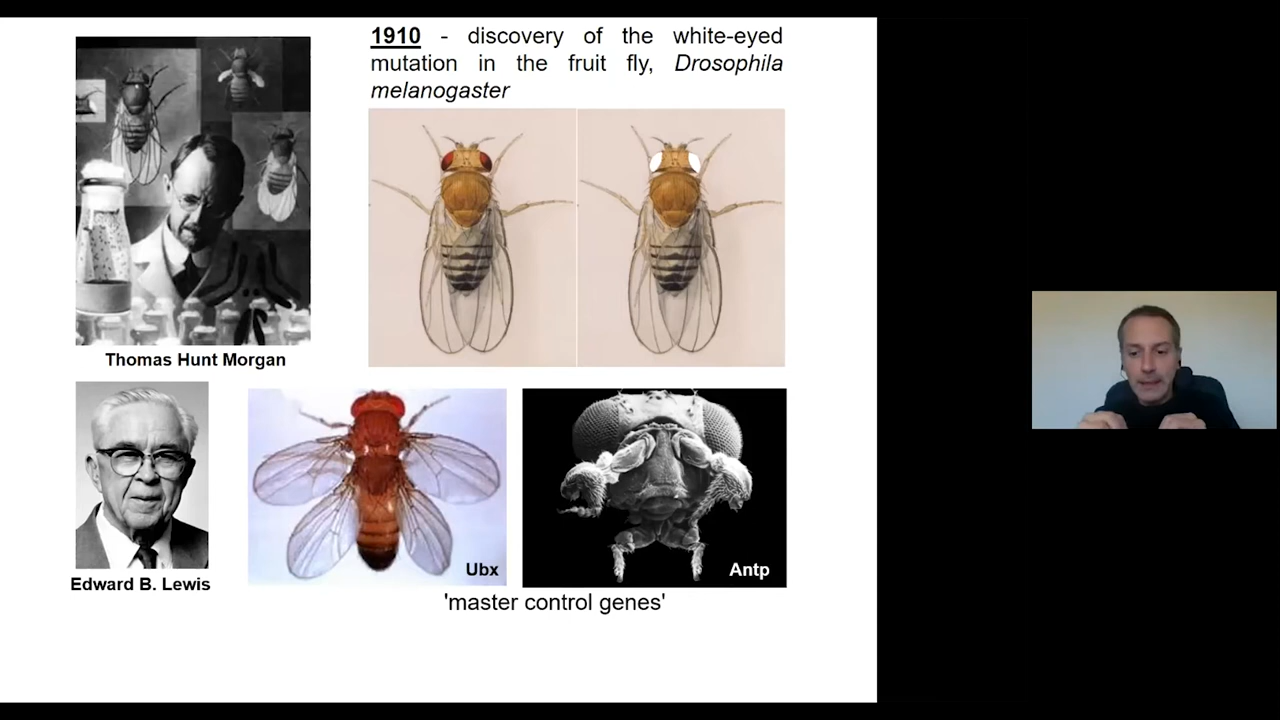 1910 - discovery of the white-eyed
mutation in the fruit fly, Drosophila
melanogaster
Thomas Hunt Morgan
Edward B. Lewis
Ubx
Antp
'master control genes'